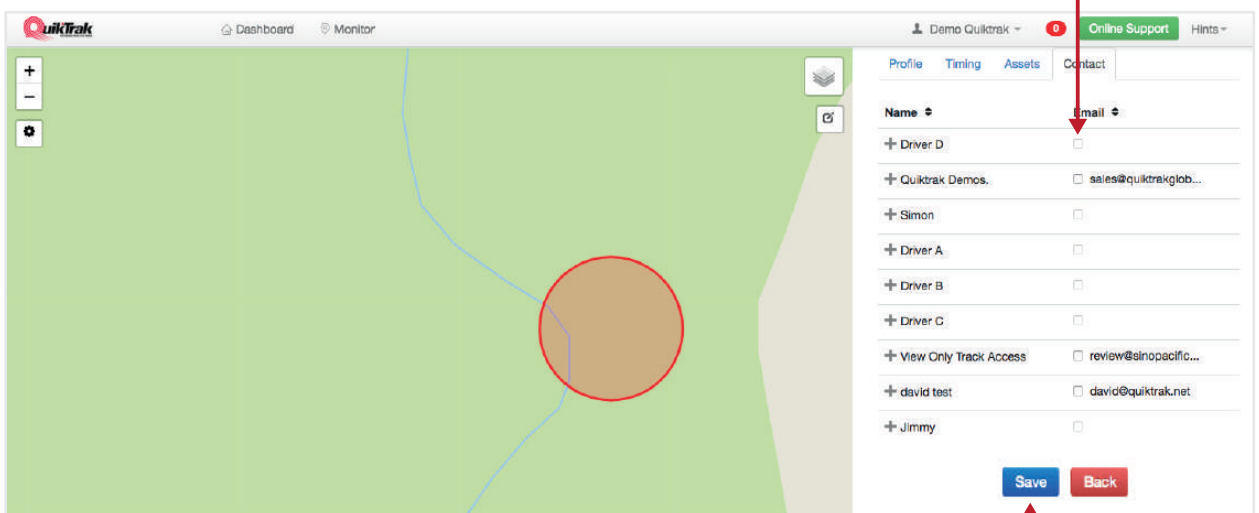 QuikTrak Dashboard Monitor Demo Quiktrak 0 Online Support Hints
+
−
Profile Timing Assets Contact
Name Email
Driver D
Quiktrak Demos. sales@quiktrakglob...
Simon
Driver A
Driver B
Driver C
View Only Track Access review@sinopacific...
david test david@quiktrak.net
Jimmy
Save Back